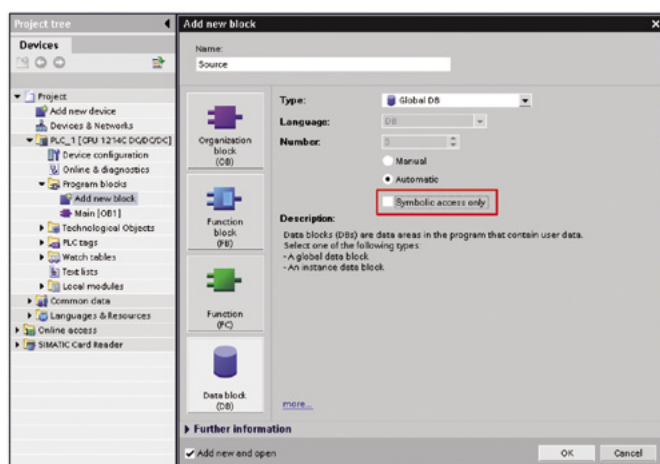 Project tree
Devices
Project
Add new device
Devices & Networks
PLC_1 [CPU 1214C DC/DC/DC]
Device configuration
Online & diagnostics
Program blocks
Add new block
Main [OB1]
Technological Objects
PLC tags
Watch tables
Text lists
Local modules
Common data
Languages & Resources
Online access
SIMATIC Card Reader
Add new block
Name:
Source
Organization
block
(OB)
Function
block
(FB)
Function
(FC)
Data block
(DB)
Type:
Global DB
Language:
DB
Number:
Manual
Automatic
Symbolic access only
Description:
Data blocks (DBs) are data areas in the program that contain user data.
Select one of the following types:
- A global data block
- An instance data block
more...
Further information
Add new and open
OK
Cancel